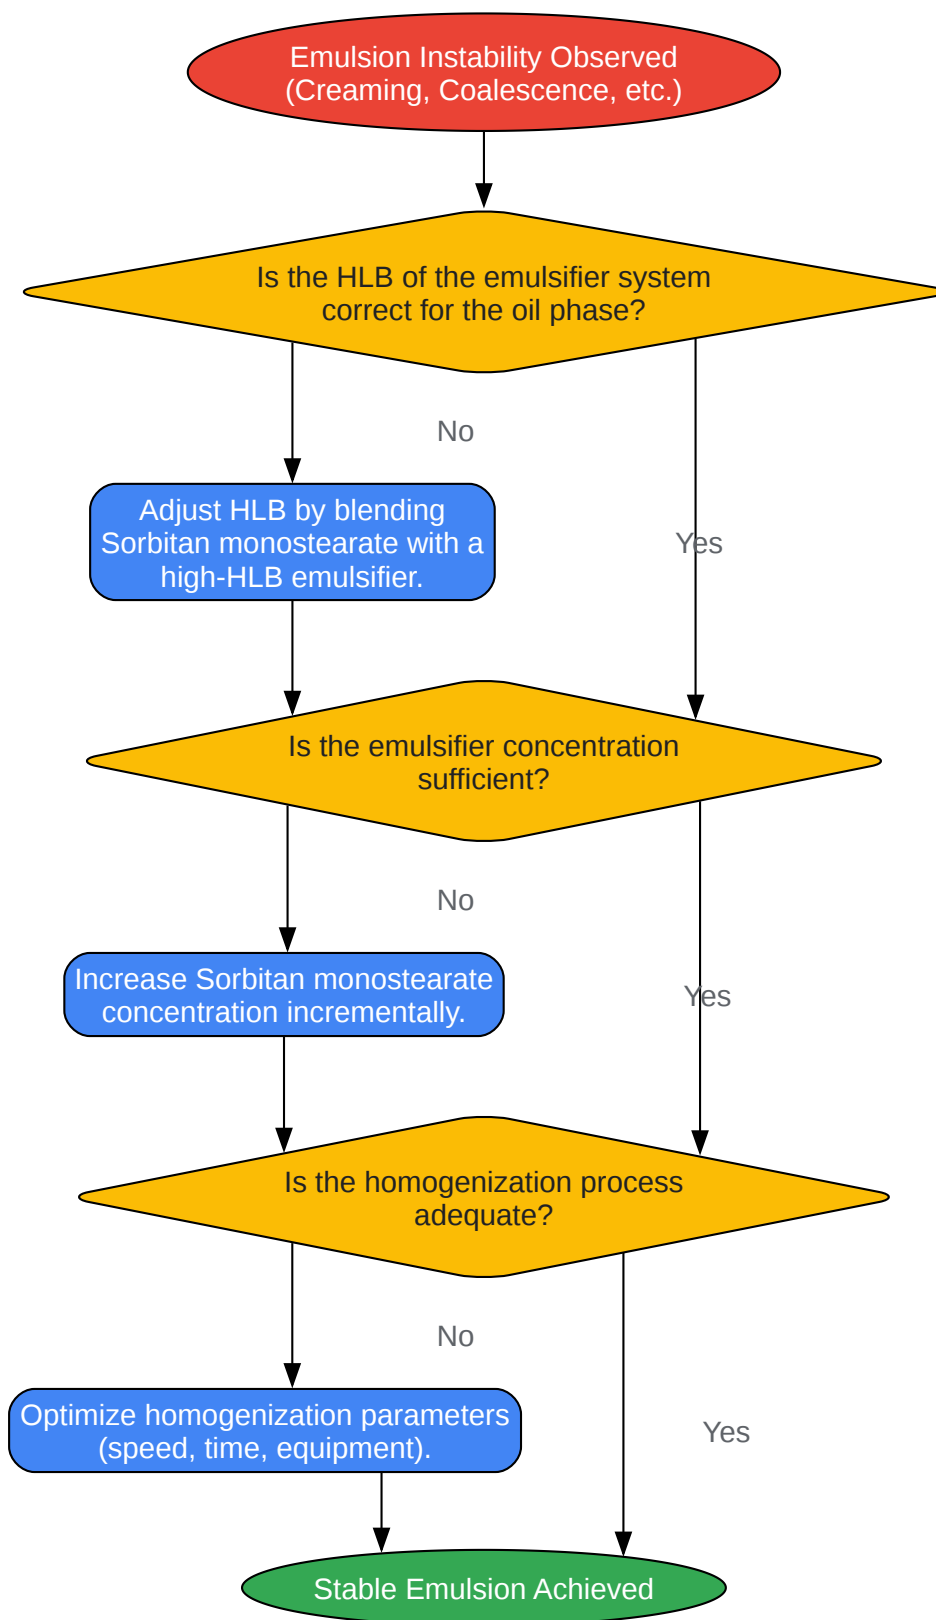 Emulsion Instability Observed
(Creaming, Coalescence, etc.)
Is the HLB of the emulsifier system
correct for the oil phase?
No
Adjust HLB by blending
Sorbitan monostearate with a
high-HLB emulsifier.
Yes
Is the emulsifier concentration
sufficient?
No
Increase Sorbitan monostearate
concentration incrementally.
Yes
Is the homogenization process
adequate?
No
Optimize homogenization parameters
(speed, time, equipment).
Yes
Stable Emulsion Achieved